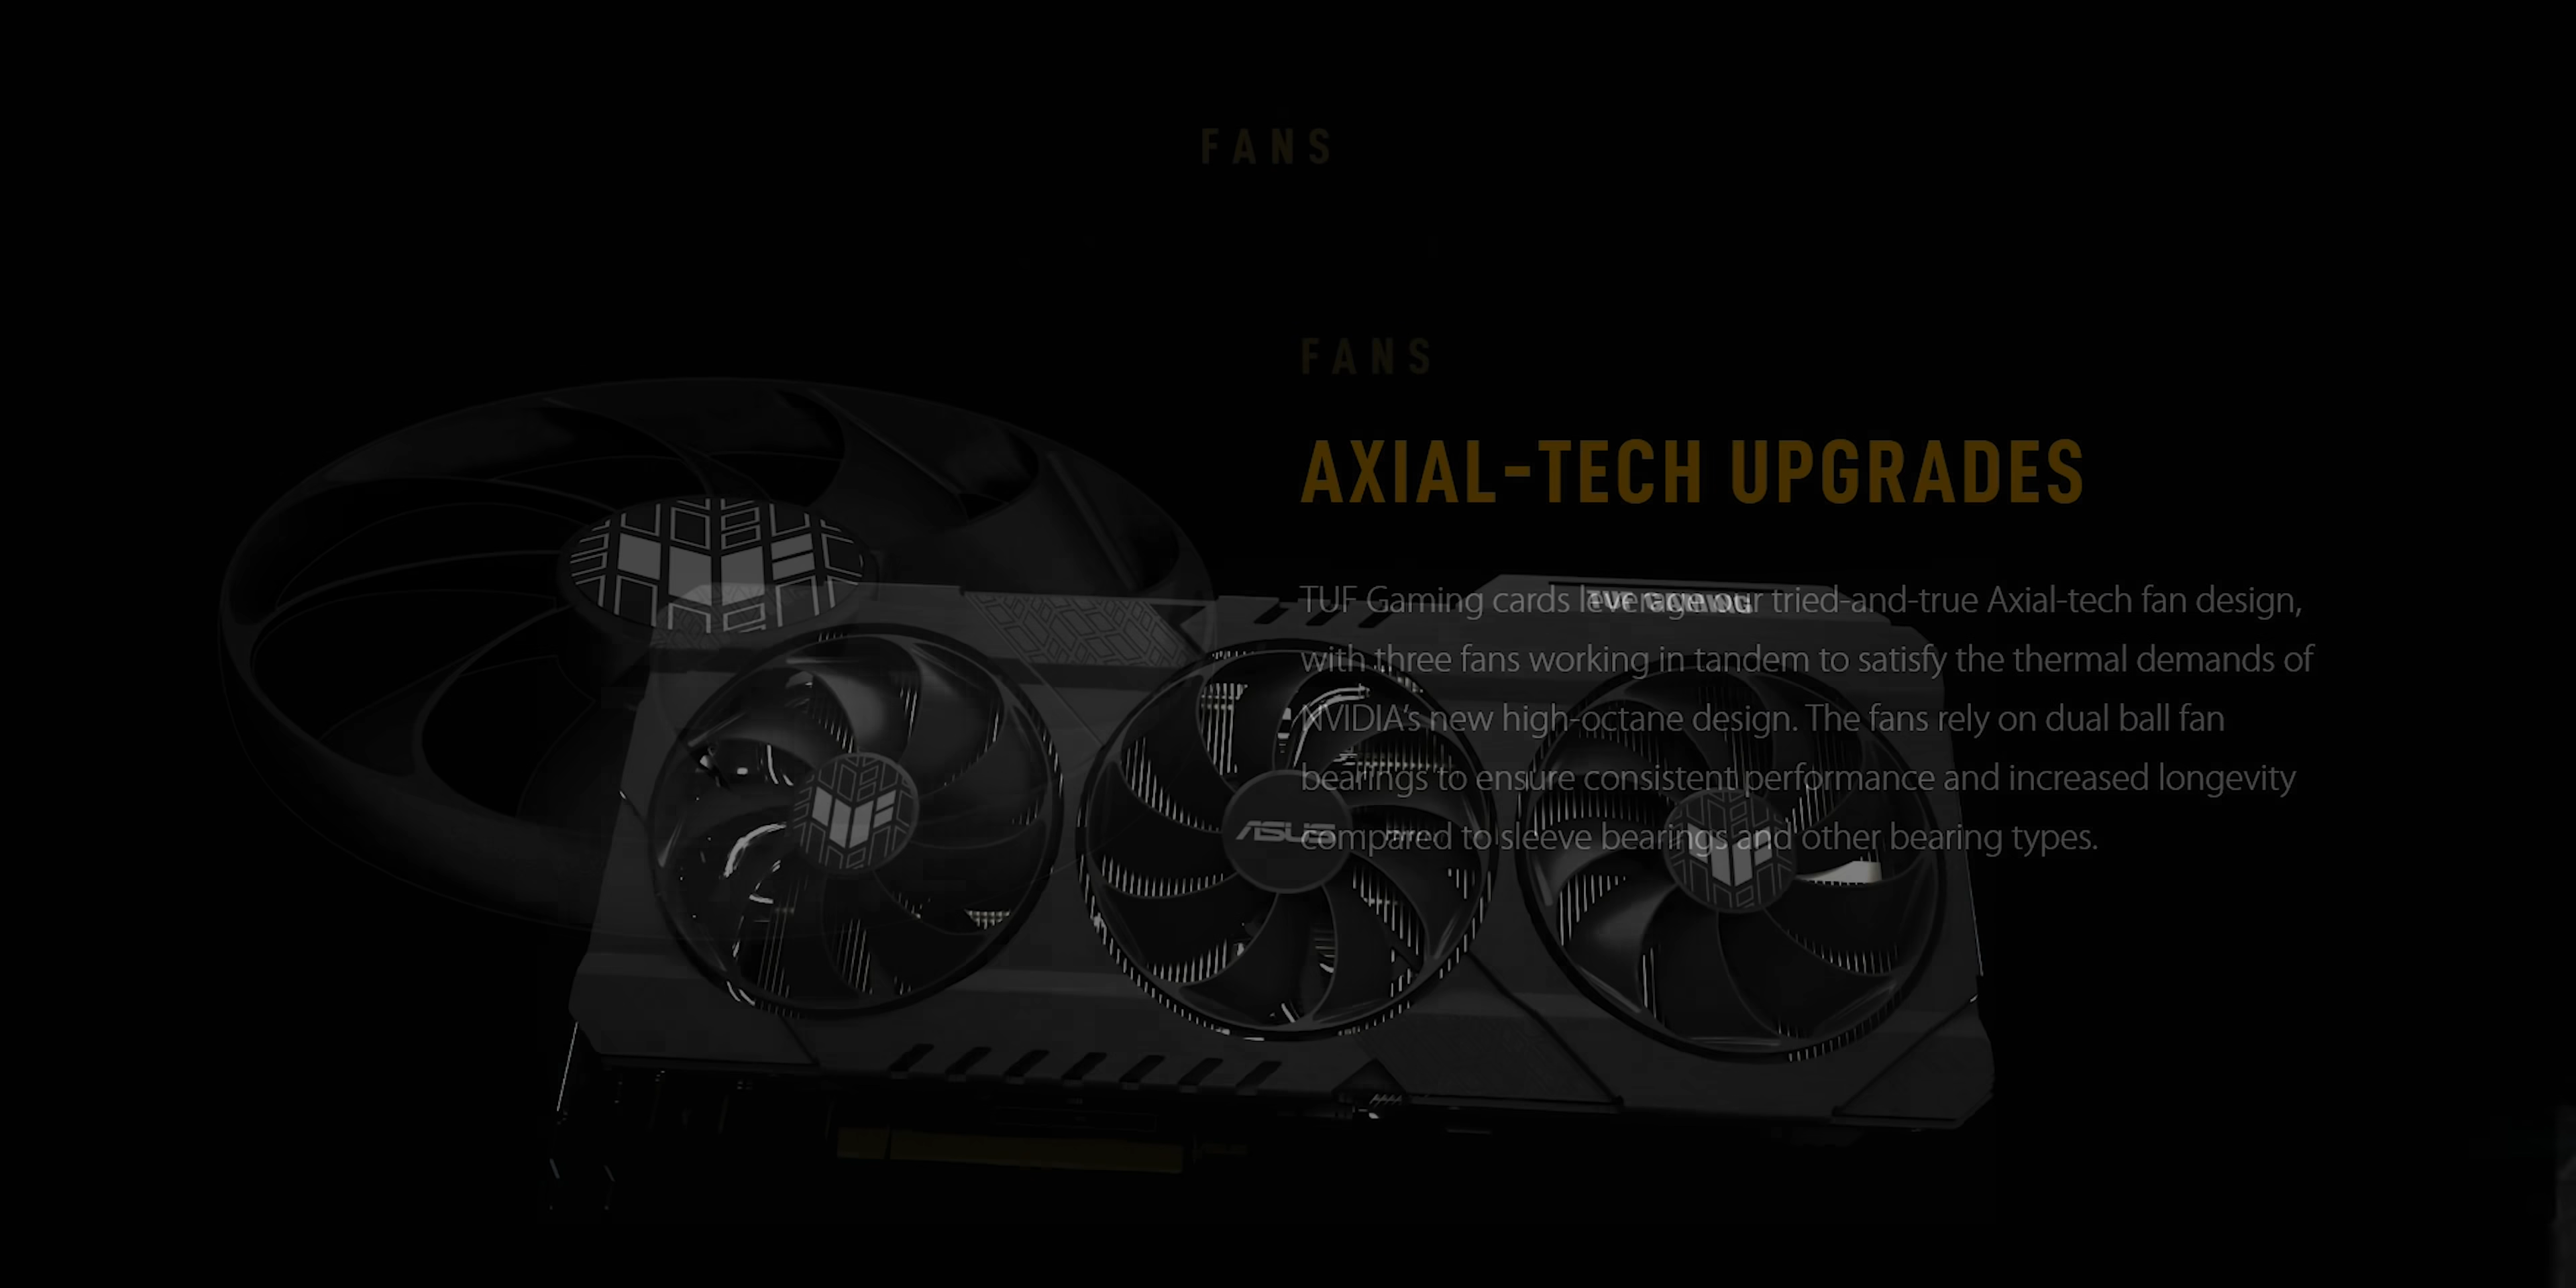 FANS
FANS
AXIAL-TECH UPGRADES
TUF GAMING
TUF Gaming cards leverage our tried-and-true Axial-tech fan design,
with three fans working in tandem to satisfy the thermal demands of
NVIDIA's new high-octane design. The fans rely on dual ball fan
bearings to ensure consistent performance and increased longevity
compared to sleeve bearings and other bearing types.
ASUS